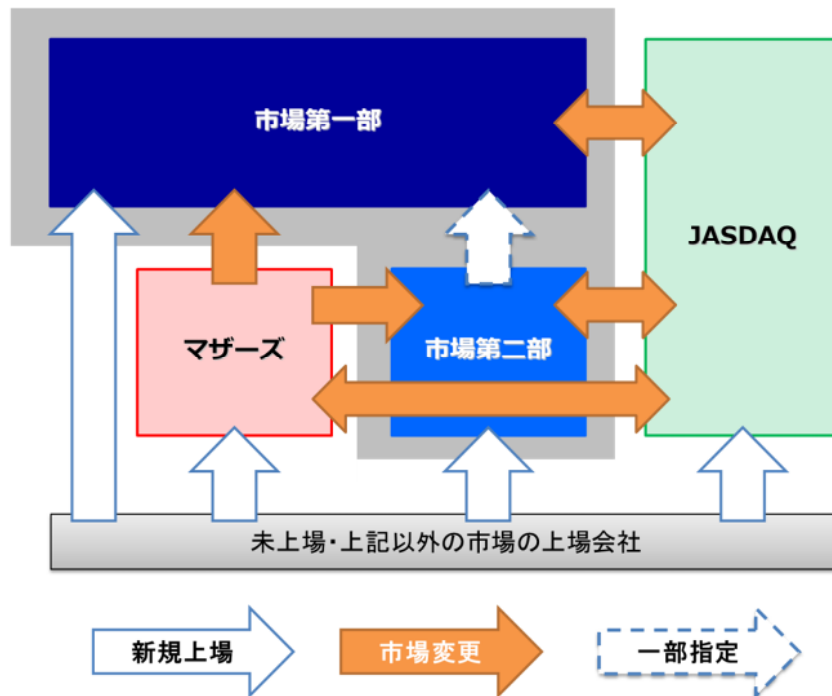 市場第一部
JASDAQ
マザーズ
市場第二部
未上場・上記以外の市場の上場会社
新規上場
市場変更
一部指定